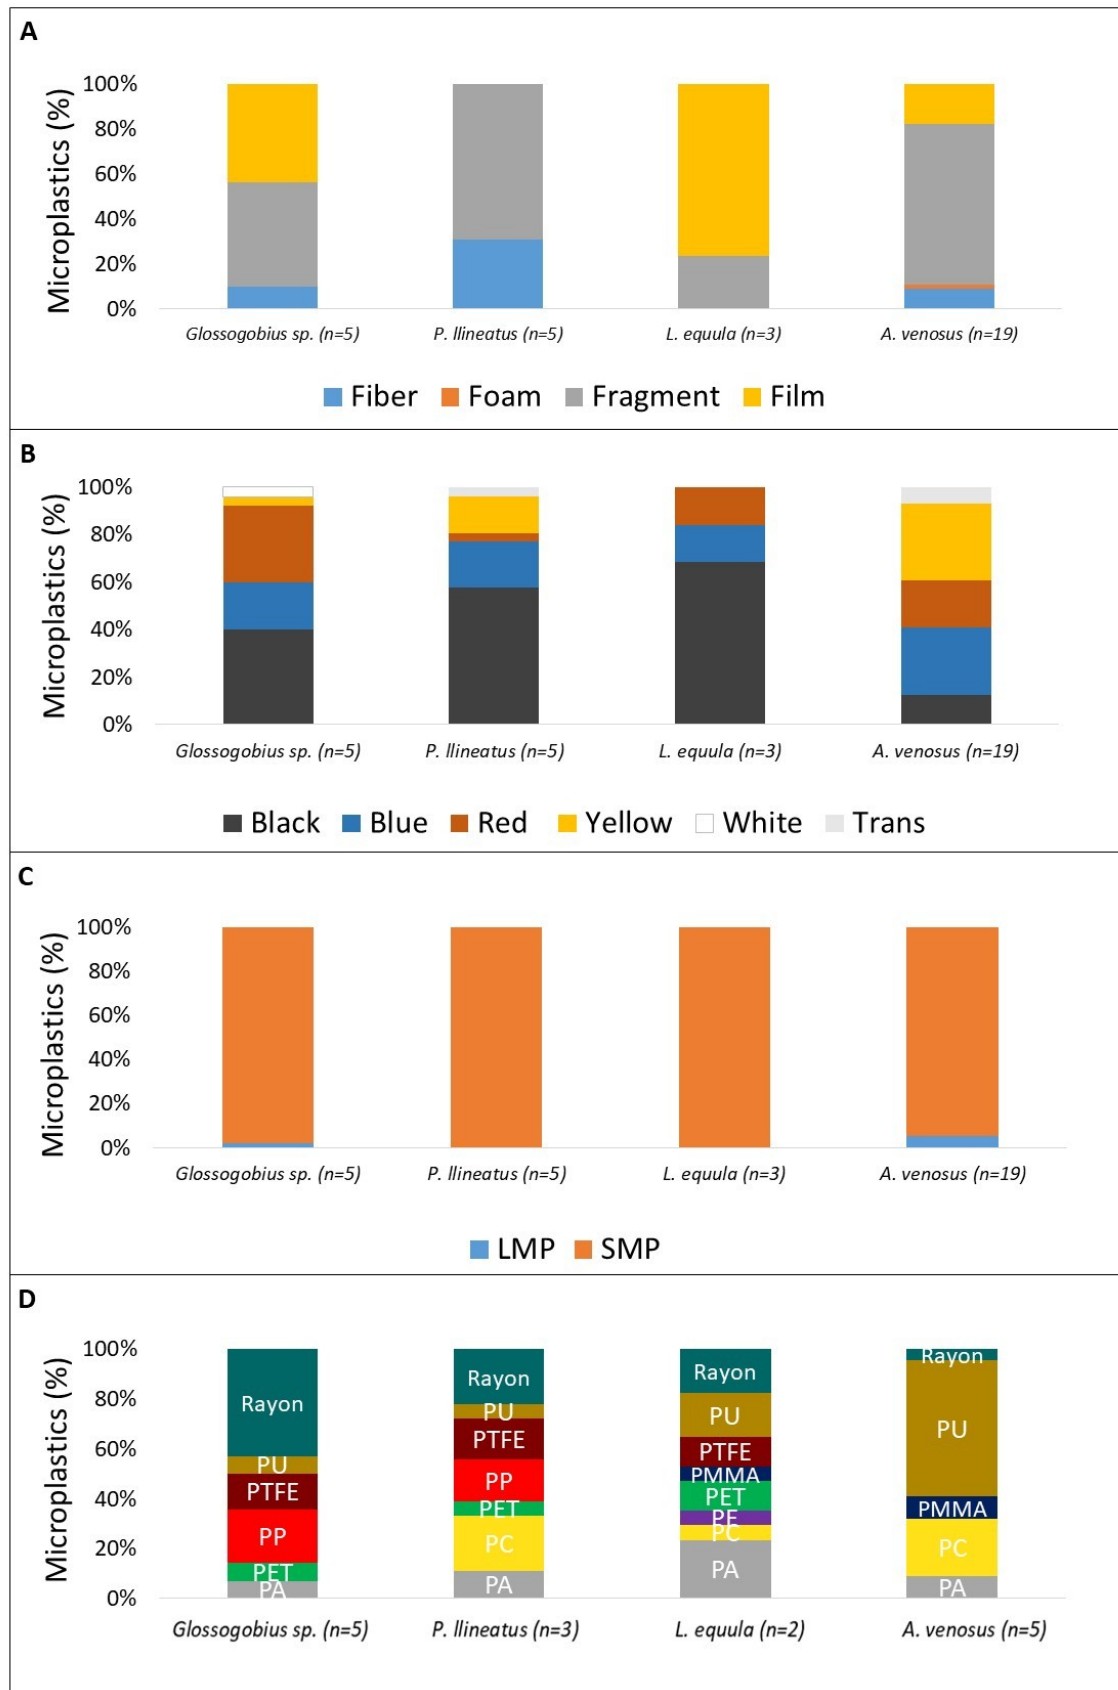 A
Microplastics (%)
100%
80%
60%
40%
20%
0%
Glossogobius sp. (n=5) P. llineatus (n=5) L. equula (n=3) A. venosus (n=19)
Fiber Foam Fragment Film
B
Microplastics (%)
100%
80%
60%
40%
20%
0%
Glossogobius sp. (n=5) P. llineatus (n=5) L. equula (n=3) A. venosus (n=19)
Black Blue Red Yellow White Trans
C
Microplastics (%)
100%
80%
60%
40%
20%
0%
Glossogobius sp. (n=5) P. llineatus (n=5) L. equula (n=3) A. venosus (n=19)
LMP SMP
D
Microplastics (%)
100%
80%
60%
40%
20%
0%
Rayon
PU
PTFE
PP
PET
PA
Rayon
PU
PTFE
PP
PET
PC
PA
Rayon
PU
PTFE
PMMA
PET
PE
PC
PA
Rayon
PU
PMMA
PC
PA
Glossogobius sp. (n=5) P. llineatus (n=3) L. equula (n=2) A. venosus (n=5)